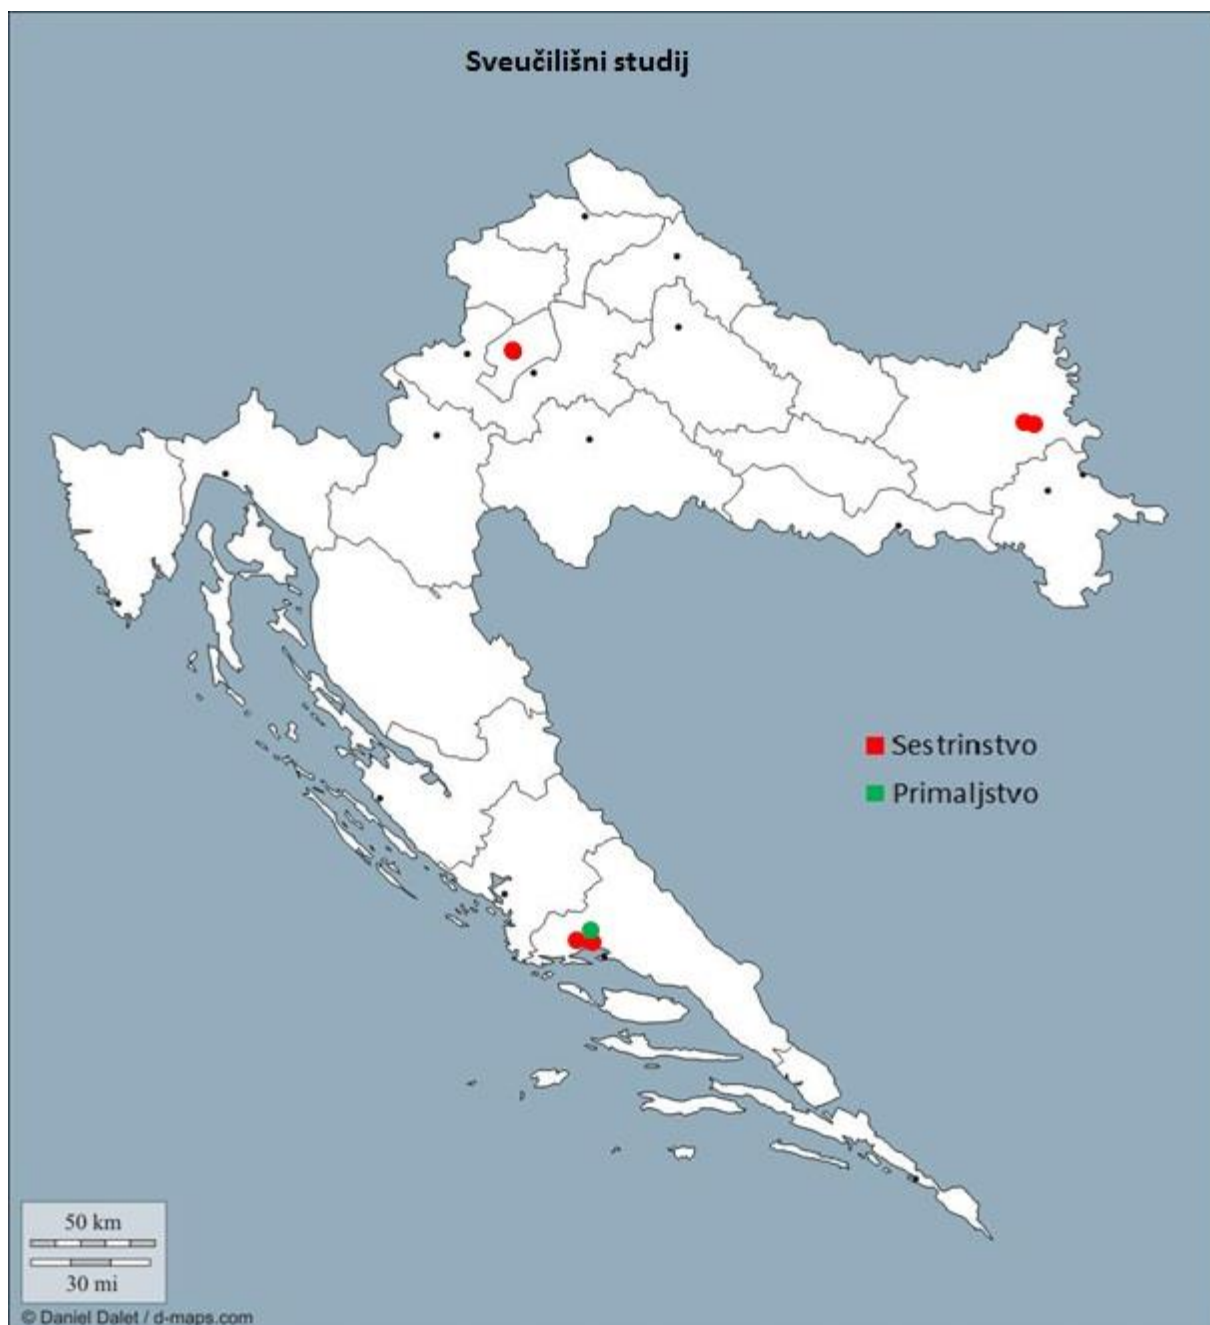 Sveučilišni studij
Sestrinstvo
Primaljstvo
50 km
30 mi
© Daniel Dalet / d-maps.com